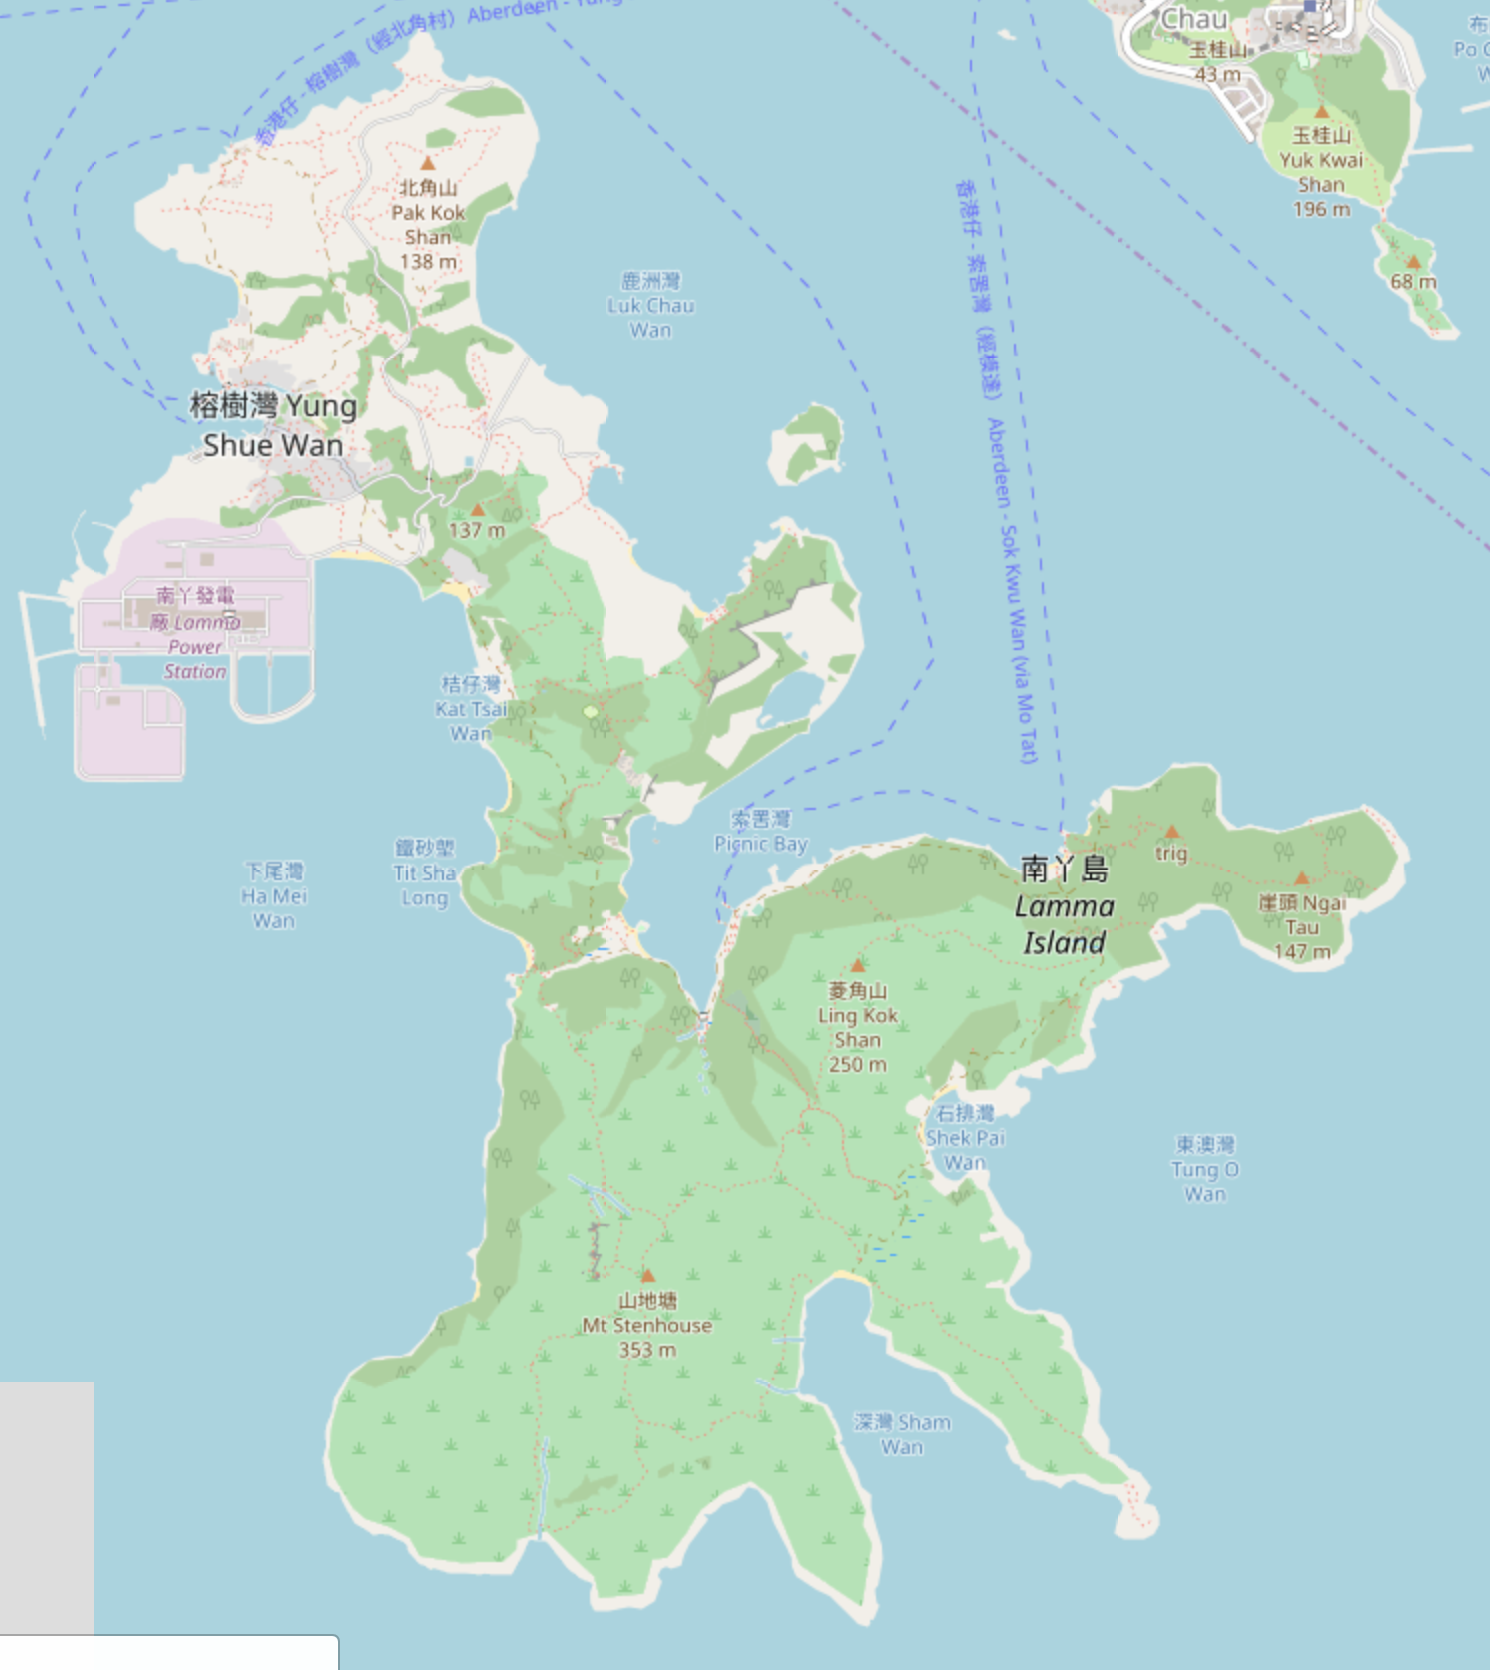 香港仔 - 榕樹灣（經北角村）Aberdeen - Yung
Chau
玉桂山
43 m
布
Po
玉桂山
Yuk Kwai
Shan
196 m
68 m
北角山
Pak Kok
Shan
138 m
鹿洲灣
Luk Chau
Wan
香港仔 - 索罟灣（經模達）Aberdeen - Sok Kwu Wan (via Mo Tat)
榕樹灣 Yung
Shue Wan
137 m
南丫發電
廠 Lamma
Power
Station
桔仔灣
Kat Tsai
Wan
索罟灣
Picnic Bay
下尾灣
Ha Mei
Wan
鐵砂塱
Tit Sha
Long
南丫島
Lamma
Island
trig
崖頭 Ngai
Tau
147 m
菱角山
Ling Kok
Shan
250 m
石排灣
Shek Pai
Wan
東澳灣
Tung O
Wan
山地塘
Mt Stenhouse
353 m
深灣 Sham
Wan